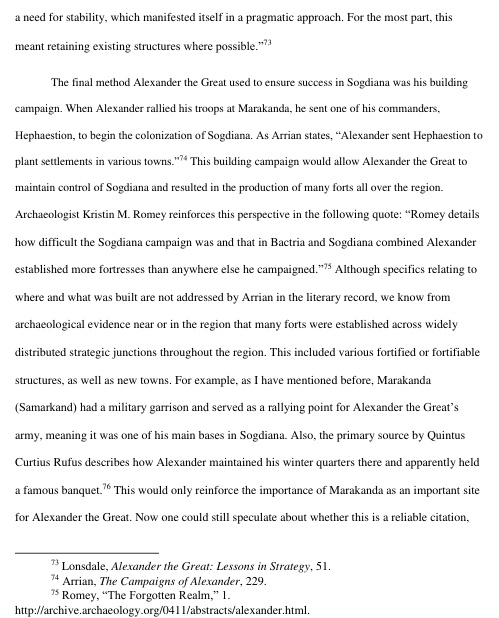 a need for stability, which manifested itself in a pragmatic approach. For the most part, this
meant retaining existing structures where possible.”73
The final method Alexander the Great used to ensure success in Sogdiana was his building
campaign. When Alexander rallied his troops at Marakanda, he sent one of his commanders,
Hephaestion, to begin the colonization of Sogdiana. As Arrian states, “Alexander sent Hephaestion to
plant settlements in various towns.”74 This building campaign would allow Alexander the Great to
maintain control of Sogdiana and resulted in the production of many forts all over the region.
Archaeologist Kristin M. Romey reinforces this perspective in the following quote: “Romey details
how difficult the Sogdiana campaign was and that in Bactria and Sogdiana combined Alexander
established more fortresses than anywhere else he campaigned.”75 Although specifics relating to
where and what was built are not addressed by Arrian in the literary record, we know from
archaeological evidence near or in the region that many forts were established across widely
distributed strategic junctions throughout the region. This included various fortified or fortifiable
structures, as well as new towns. For example, as I have mentioned before, Marakanda
(Samarkand) had a military garrison and served as a rallying point for Alexander the Great’s
army, meaning it was one of his main bases in Sogdiana. Also, the primary source by Quintus
Curtius Rufus describes how Alexander maintained his winter quarters there and apparently held
a famous banquet.76 This would only reinforce the importance of Marakanda as an important site
for Alexander the Great. Now one could still speculate about whether this is a reliable citation,
73 Lonsdale, Alexander the Great: Lessons in Strategy, 51.
74 Arrian, The Campaigns of Alexander, 229.
75 Romey, “The Forgotten Realm,” 1.
http://archive.archaeology.org/0411/abstracts/alexander.html.